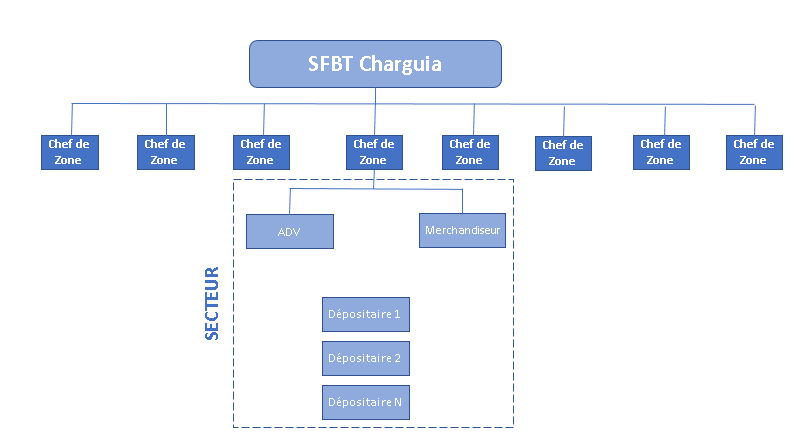 SFBT Charguia
Chef de
Zone
Chef de
Zone
Chef de
Zone
Chef de
Zone
Chef de
Zone
Chef de
Zone
Chef de
Zone
Chef de
Zone
ADV
Merchandiseur
SECTEUR
Dépositaire 1
Dépositaire 2
Dépositaire N